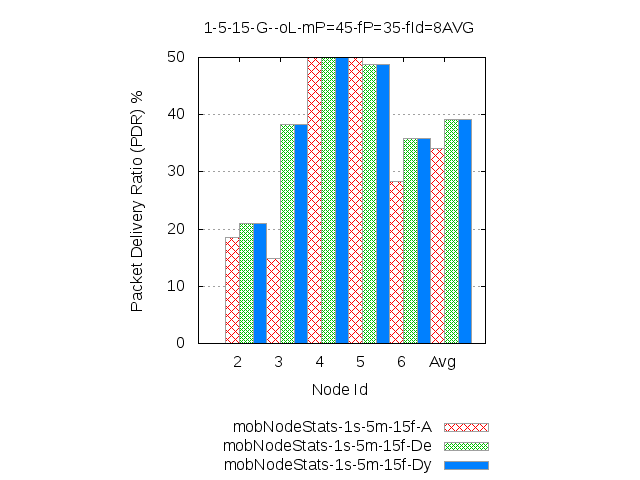 1-5-15-G--oL-mP=45-fP=35-fId=8AVG
Packet Delivery Ratio (PDR) %
50
40
30
20
10
0
2 3 4 5 6 Avg
Node Id
mobNodeStats-1s-5m-15f-A
mobNodeStats-1s-5m-15f-De
mobNodeStats-1s-5m-15f-Dy